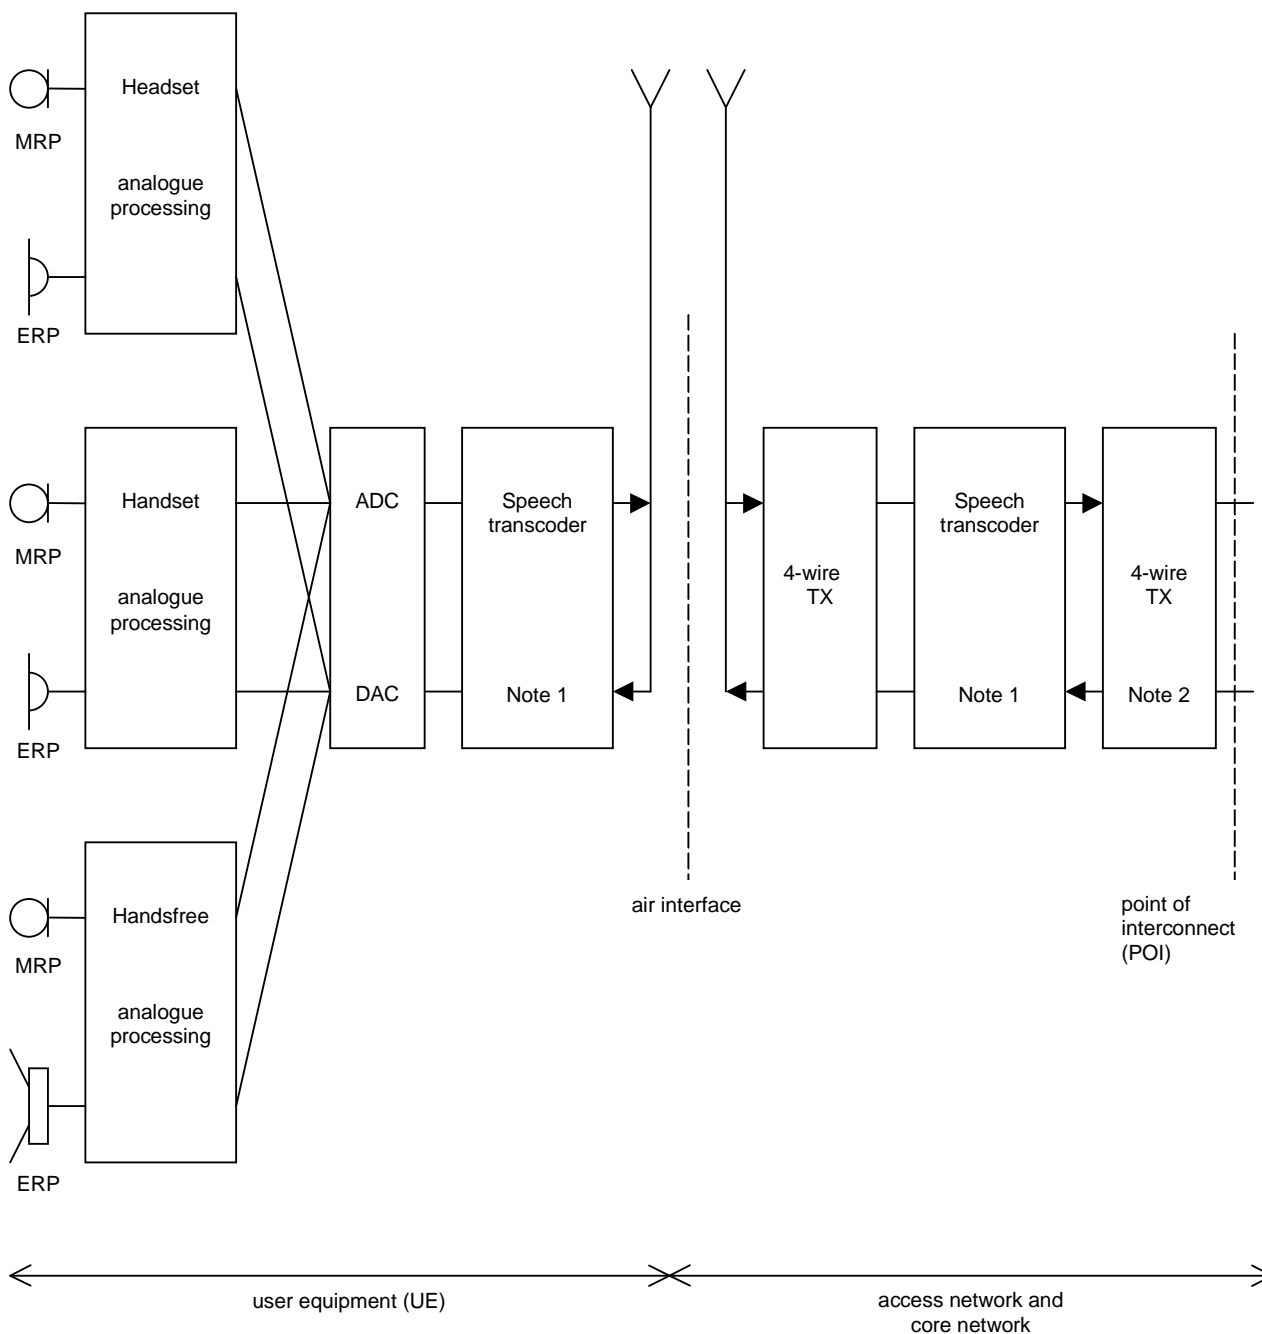 Headset
MRP
analogue
processing
ERP
Handset
MRP
analogue
processing
ERP
Handsfree
MRP
analogue
processing
ERP
ADC
DAC
Speech
transcoder
Note 1
4-wire
TX
Speech
transcoder
Note 1
4-wire
TX
Note 2
air interface
point of
interconnect
(POI)
user equipment (UE)
access network and
core network